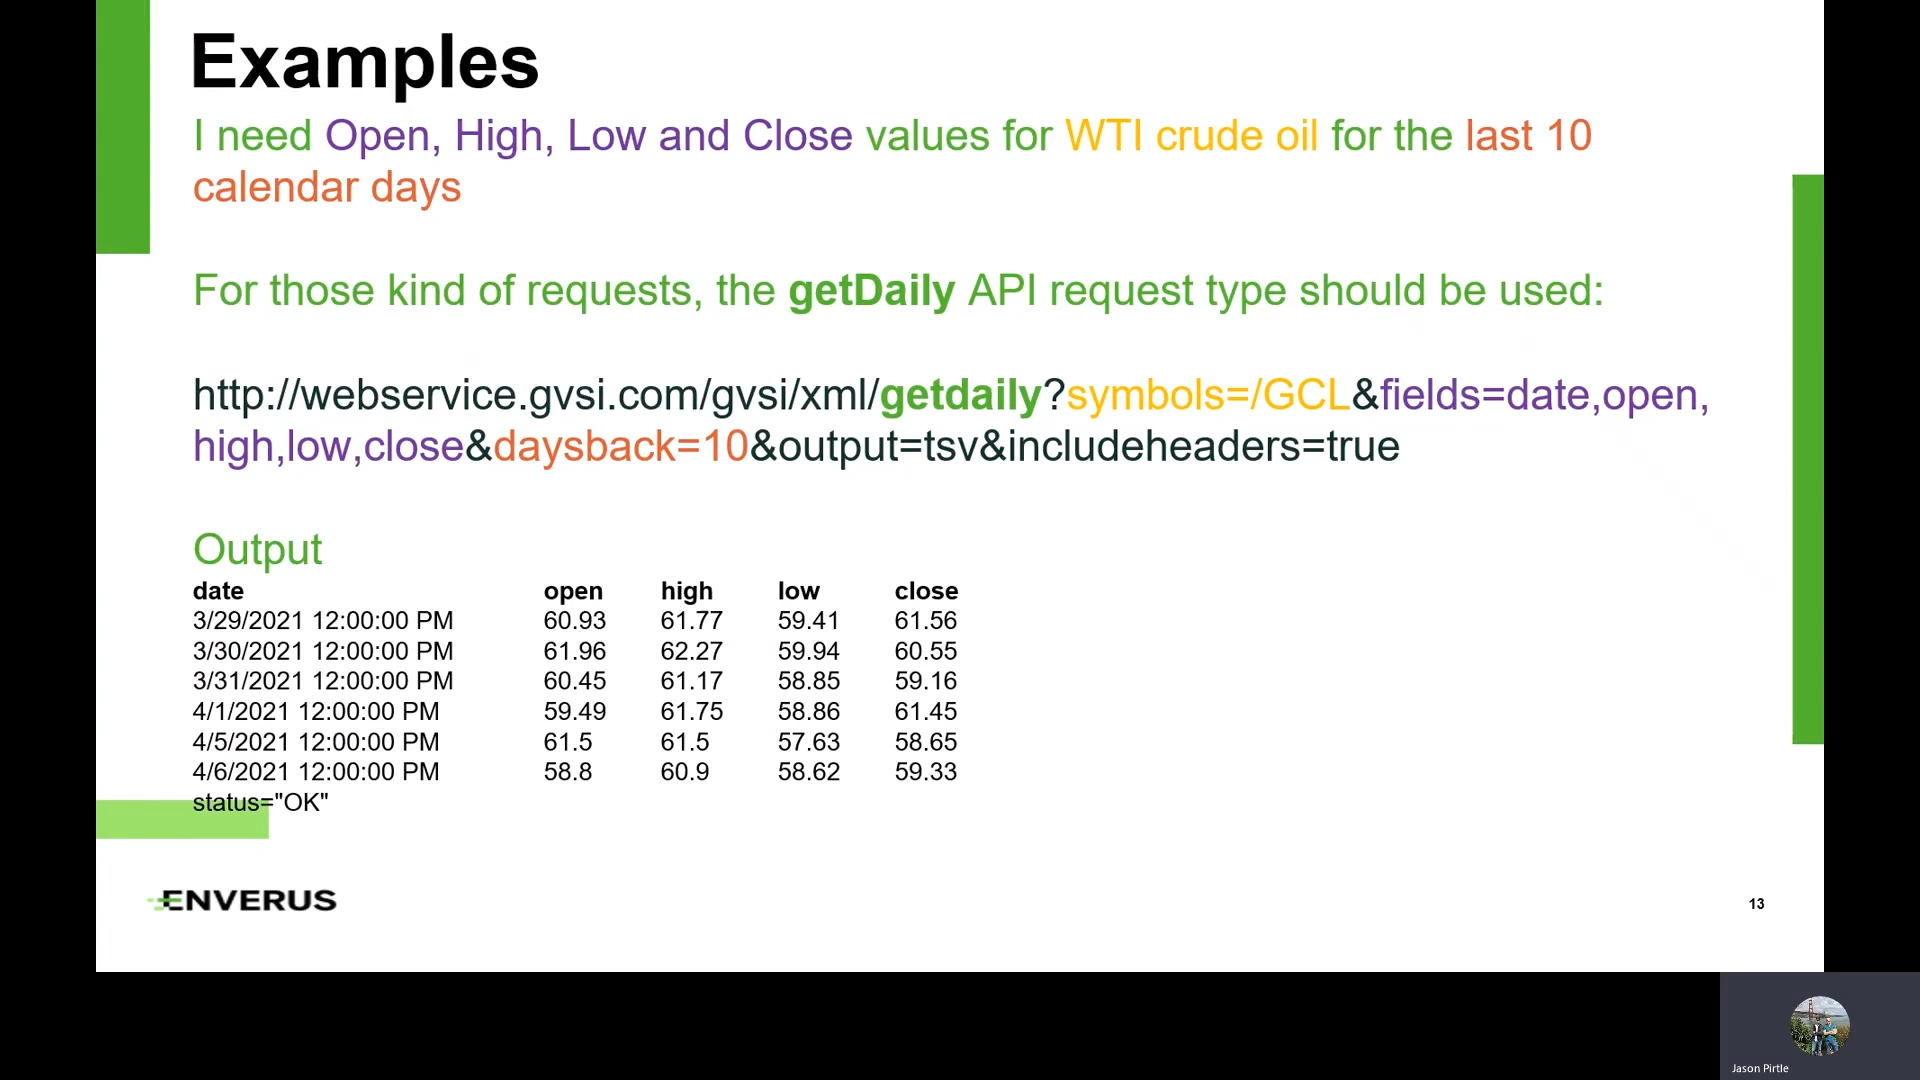 Examples
I need Open, High, Low and Close values for WTI crude oil for the last 10
calendar days
For those kind of requests, the getDaily API request type should be used:
http://webservice.gvsi.com/gvsi/xml/getdaily?symbols=/GCL&fields=date,open,
high,low,close&daysback=10&output=tsv&includeheaders=true
Output
date open high low close
3/29/2021 12:00:00 PM 60.93 61.77 59.41 61.56
3/30/2021 12:00:00 PM 61.96 62.27 59.94 60.55
3/31/2021 12:00:00 PM 60.45 61.17 58.85 59.16
4/1/2021 12:00:00 PM 59.49 61.75 58.86 61.45
4/5/2021 12:00:00 PM 61.5 61.5 57.63 58.65
4/6/2021 12:00:00 PM 58.8 60.9 58.62 59.33
status="OK"
ENVERUS
13
Jason Pirtle